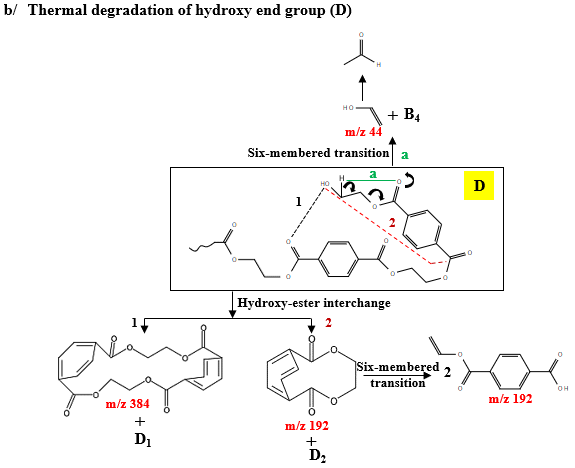 b/ Thermal degradation of hydroxy end group (D)
O
H
HO
+ B4
m/z 44
Six-membered transition a
H a O
HO
D
1
O
2
O
O
O
O
O
O
O
O
O
Hydroxy-ester interchange
1 2
O O O O
O O O O
m/z 384
+
D1
O O
O O
m/z 192
+
D2
Six-membered 2
transition
O O
O OH
m/z 192